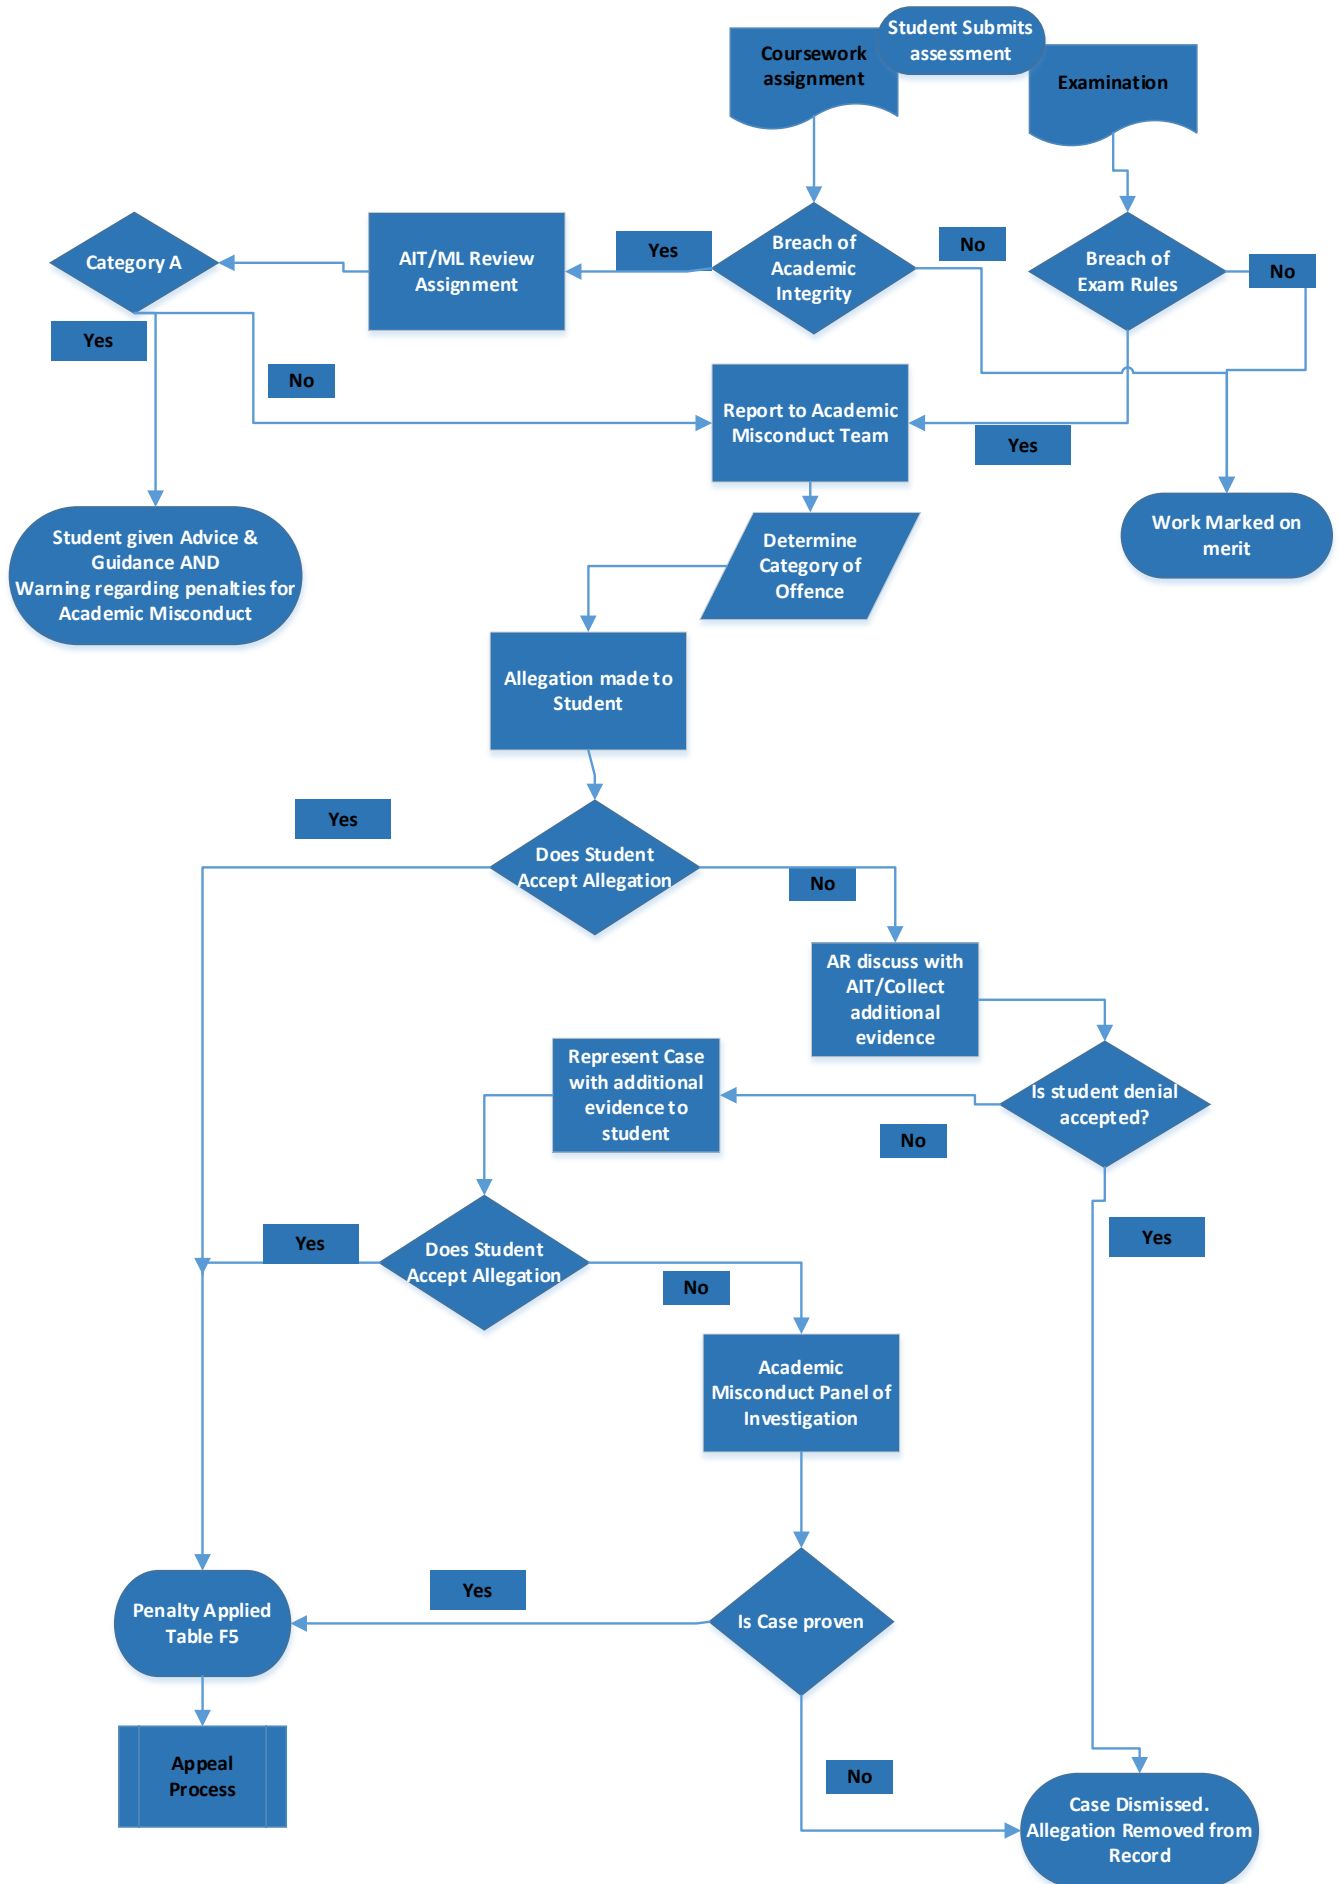 Student Submits
assessment
Coursework
assignment
Examination
Breach of
Academic
Integrity
Yes
No
Breach of
Exam Rules
No
AIT/ML Review
Assignment
Category A
Yes
No
Report to Academic
Misconduct Team
Yes
Student given Advice &
Guidance AND
Warning regarding penalties for
Academic Misconduct
Determine
Category of
Offence
Work Marked on
merit
Allegation made to
Student
Yes
Does Student
Accept Allegation
No
AR discuss with
AIT/Collect
additional
evidence
Represent Case
with additional
evidence to
student
Is student denial
accepted?
No
Yes
Yes
Does Student
Accept Allegation
No
Academic
Misconduct Panel of
Investigation
Yes
Is Case proven
Penalty Applied
Table F5
Appeal
Process
No
Case Dismissed.
Allegation Removed from
Record